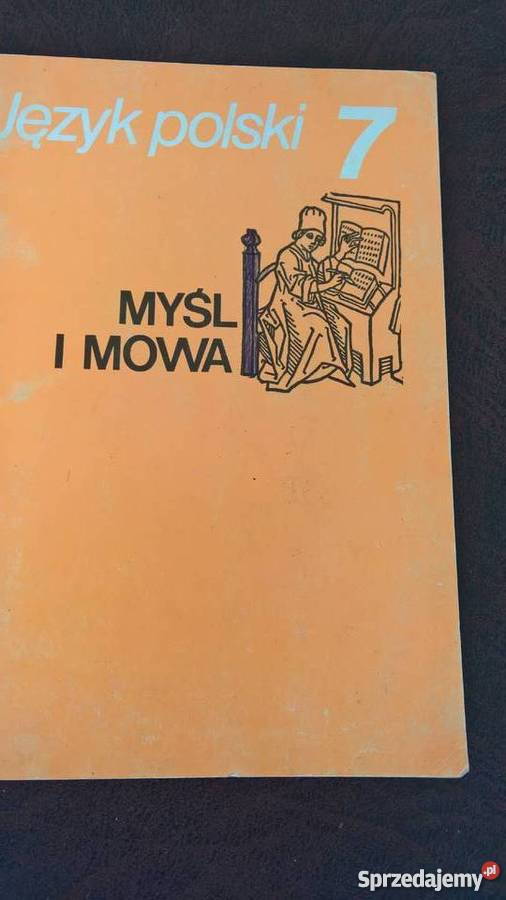 Język polski 7
MYŚL
I MOWA
Sprzedajemy.pl